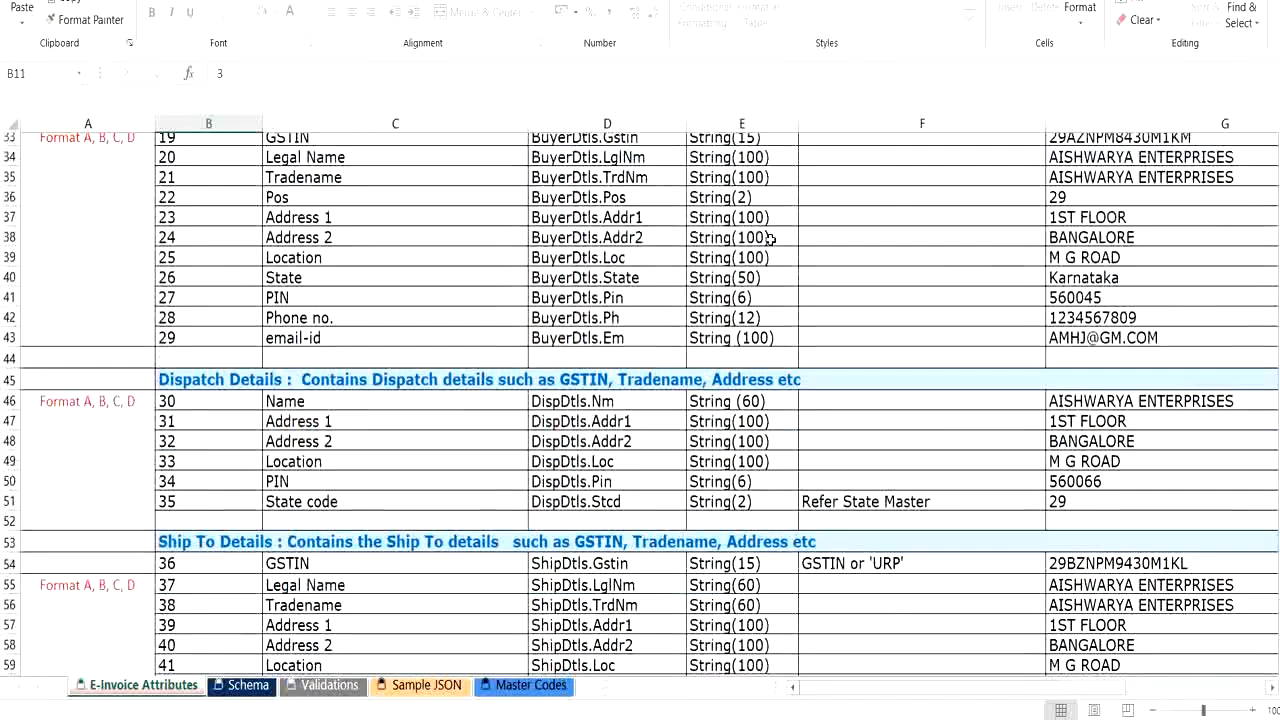 Paste
Format Painter
B I U A
Merge & Center
%
Conditional Format as
Formatting Table
Insert Delete Format
Clear
Find &
Select
Clipboard Font Alignment Number Styles Cells Editing
B11 fx 3
A B C D E F G
33 Format A, B, C, D 19 GSTIN BuyerDtls.Gstin String(15) 29AZNPM8430M1KM
34 20 Legal Name BuyerDtls.LglNm String(100) AISHWARYA ENTERPRISES
35 21 Tradename BuyerDtls.TrdNm String(100) AISHWARYA ENTERPRISES
36 22 Pos BuyerDtls.Pos String(2) 29
37 23 Address 1 BuyerDtls.Addr1 String(100) 1ST FLOOR
38 24 Address 2 BuyerDtls.Addr2 String(100) BANGALORE
39 25 Location BuyerDtls.Loc String(100) M G ROAD
40 26 State BuyerDtls.State String(50) Karnataka
41 27 PIN BuyerDtls.Pin String(6) 560045
42 28 Phone no. BuyerDtls.Ph String(12) 1234567809
43 29 email-id BuyerDtls.Em String (100) AMHJ@GM.COM
44
45 Dispatch Details : Contains Dispatch details such as GSTIN, Tradename, Address etc
46 Format A, B, C, D 30 Name DispDtls.Nm String (60) AISHWARYA ENTERPRISES
47 31 Address 1 DispDtls.Addr1 String(100) 1ST FLOOR
48 32 Address 2 DispDtls.Addr2 String(100) BANGALORE
49 33 Location DispDtls.Loc String(100) M G ROAD
50 34 PIN DispDtls.Pin String(6) 560066
51 35 State code DispDtls.Stcd String(2) Refer State Master 29
52
53 Ship To Details : Contains the Ship To details such as GSTIN, Tradename, Address etc
54 36 GSTIN ShipDtls.Gstin String(15) GSTIN or 'URP' 29BZNPM9430M1KL
55 Format A, B, C, D 37 Legal Name ShipDtls.LglNm String(60) AISHWARYA ENTERPRISES
56 38 Tradename ShipDtls.TrdNm String(60) AISHWARYA ENTERPRISES
57 39 Address 1 ShipDtls.Addr1 String(100) 1ST FLOOR
58 40 Address 2 ShipDtls.Addr2 String(100) BANGALORE
59 41 Location ShipDtls.Loc String(100) M G ROAD
E-invoice Attributes Schema Validations Sample JSON Master Codes
100